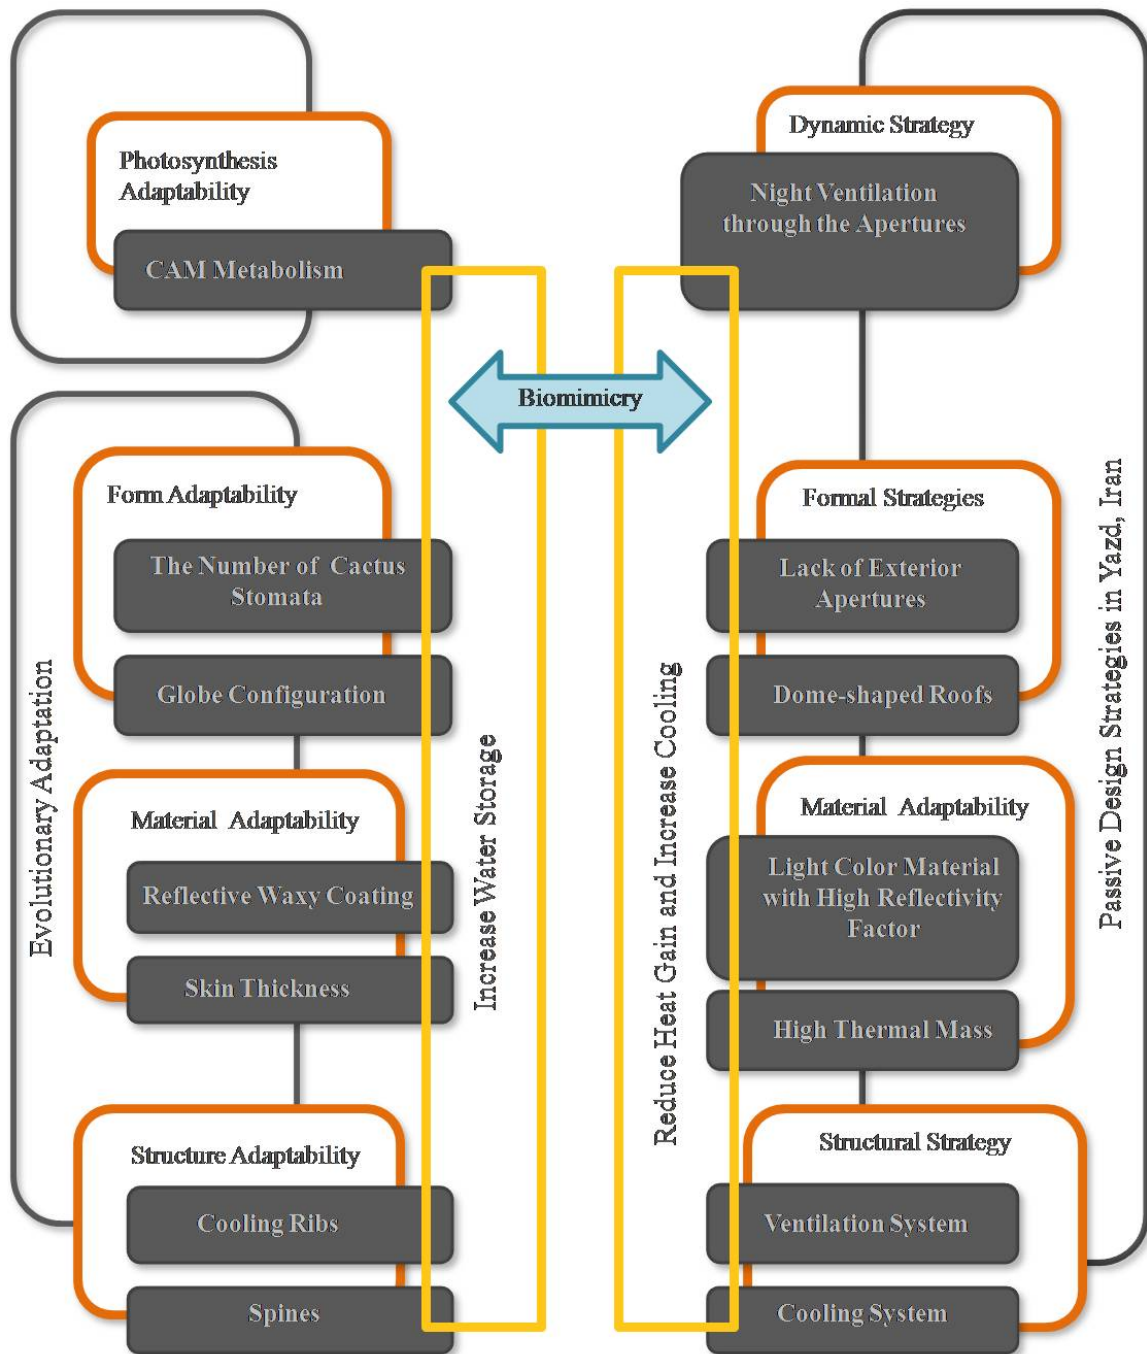 Photosynthesis
Adaptability
CAM Metabolism
Form Adaptability
The Number of Cactus
Stomata
Globe Configuration
Material Adaptability
Reflective Waxy Coating
Skin Thickness
Structure Adaptability
Cooling Ribs
Spines
Evolutionary Adaptation
Increase Water Storage
Biomimicry
Reduce Heat Gain and Increase Cooling
Dynamic Strategy
Night Ventilation
through the Apertures
Formal Strategies
Lack of Exterior
Apertures
Dome-shaped Roofs
Material Adaptability
Light Color Material
with High Reflectivity
Factor
High Thermal Mass
Structural Strategy
Ventilation System
Cooling System
Passive Design Strategies in Yazd, Iran